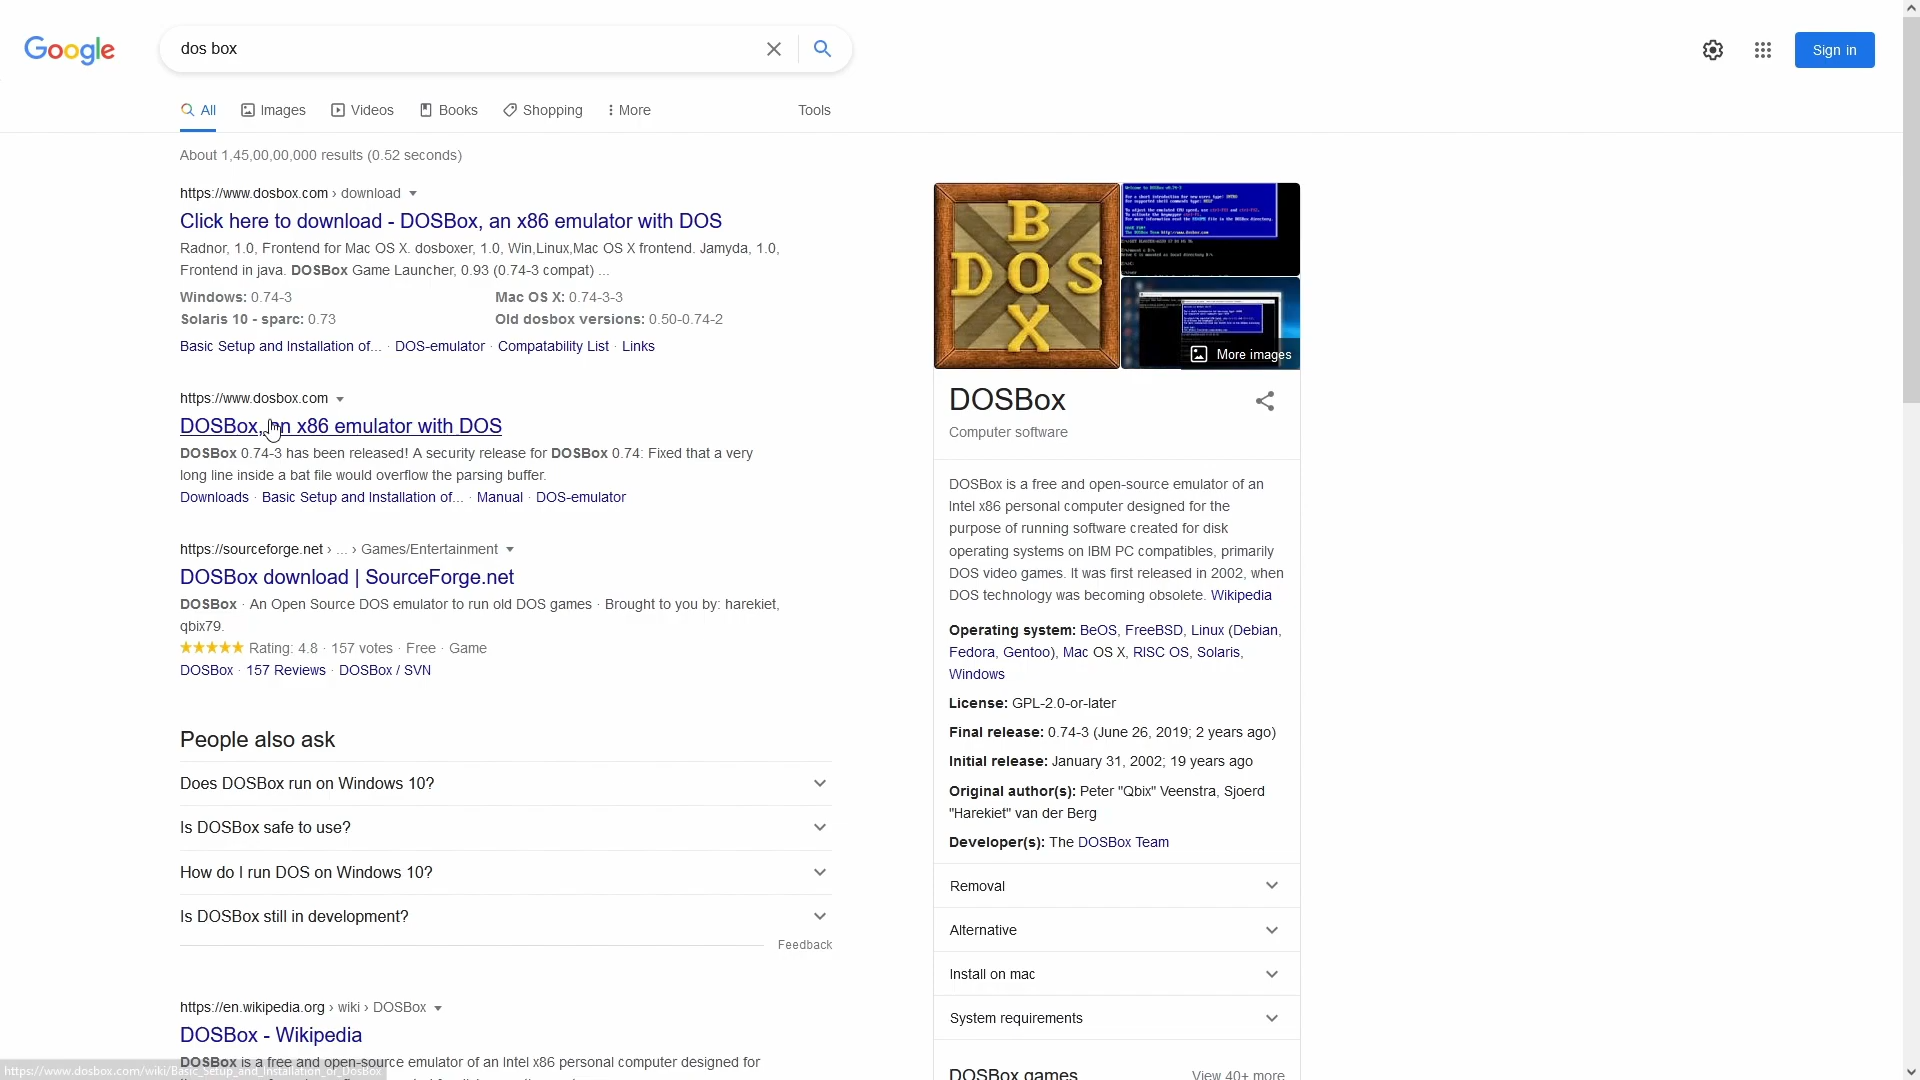 Google
dos box
Sign in
All
Images
Videos
Books
Shopping
More
Tools
About 1,45,00,00,000 results (0.52 seconds)
https://www.dosbox.com › download
Click here to download - DOSBox, an x86 emulator with DOS
Radnor, 1.0, Frontend for Mac OS X. dosboxer, 1.0, Win,Linux,Mac OS X frontend. Jamyda, 1.0,
Frontend in java. DOSBox Game Launcher, 0.93 (0.74-3 compat) ...
Windows: 0.74-3
Mac OS X: 0.74-3-3
Solaris 10 - sparc: 0.73
Old dosbox versions: 0.50-0.74-2
Basic Setup and Installation of... · DOS-emulator · Compatability List · Links
https://www.dosbox.com
DOSBox, an x86 emulator with DOS
DOSBox 0.74-3 has been released! A security release for DOSBox 0.74: Fixed that a very
long line inside a bat file would overflow the parsing buffer.
Downloads · Basic Setup and Installation of... · Manual · DOS-emulator
https://sourceforge.net › ... › Games/Entertainment
DOSBox download | SourceForge.net
DOSBox · An Open Source DOS emulator to run old DOS games · Brought to you by: harekiet,
qbix79.
Rating: 4.8 · 157 votes · Free · Game
DOSBox · 157 Reviews · DOSBox / SVN
People also ask
Does DOSBox run on Windows 10?
Is DOSBox safe to use?
How do I run DOS on Windows 10?
Is DOSBox still in development?
Feedback
https://en.wikipedia.org › wiki › DOSBox
DOSBox - Wikipedia
DOSBox is a free and open-source emulator of an Intel x86 personal computer designed for
https://www.dosbox.com/wiki/Basic_Setup_and_Installation_of_DosBox
DOS BOX
More images
DOSBox
Computer software
DOSBox is a free and open-source emulator of an
Intel x86 personal computer designed for the
purpose of running software created for disk
operating systems on IBM PC compatibles, primarily
DOS video games. It was first released in 2002, when
DOS technology was becoming obsolete. Wikipedia
Operating system: BeOS, FreeBSD, Linux (Debian,
Fedora, Gentoo), Mac OS X, RISC OS, Solaris,
Windows
License: GPL-2.0-or-later
Final release: 0.74-3 (June 26, 2019; 2 years ago)
Initial release: January 31, 2002; 19 years ago
Original author(s): Peter "Qbix" Veenstra, Sjoerd
"Harekiet" van der Berg
Developer(s): The DOSBox Team
Removal
Alternative
Install on mac
System requirements
DOSBox games
View 40+ more